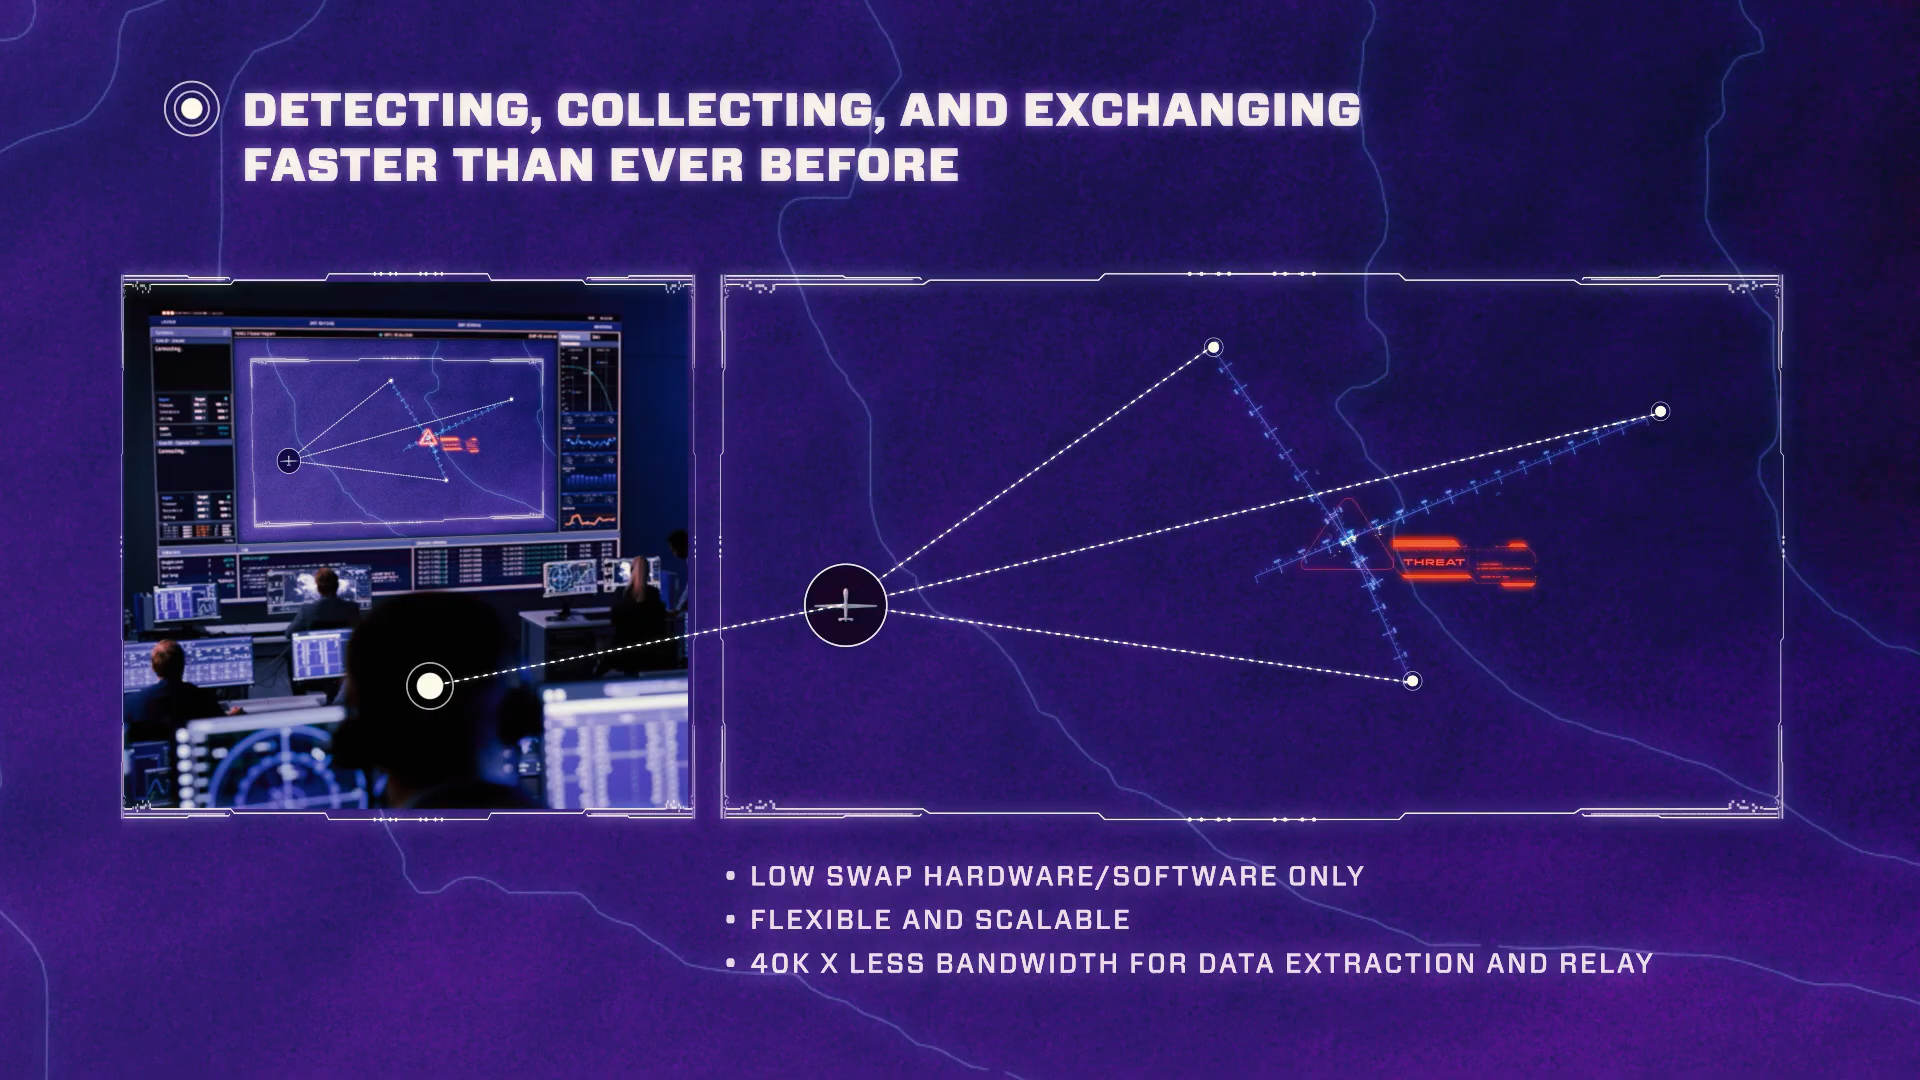 DETECTING, COLLECTING, AND EXCHANGING
FASTER THAN EVER BEFORE
THREAT
• LOW SWAP HARDWARE/SOFTWARE ONLY
• FLEXIBLE AND SCALABLE
• 40K X LESS BANDWIDTH FOR DATA EXTRACTION AND RELAY